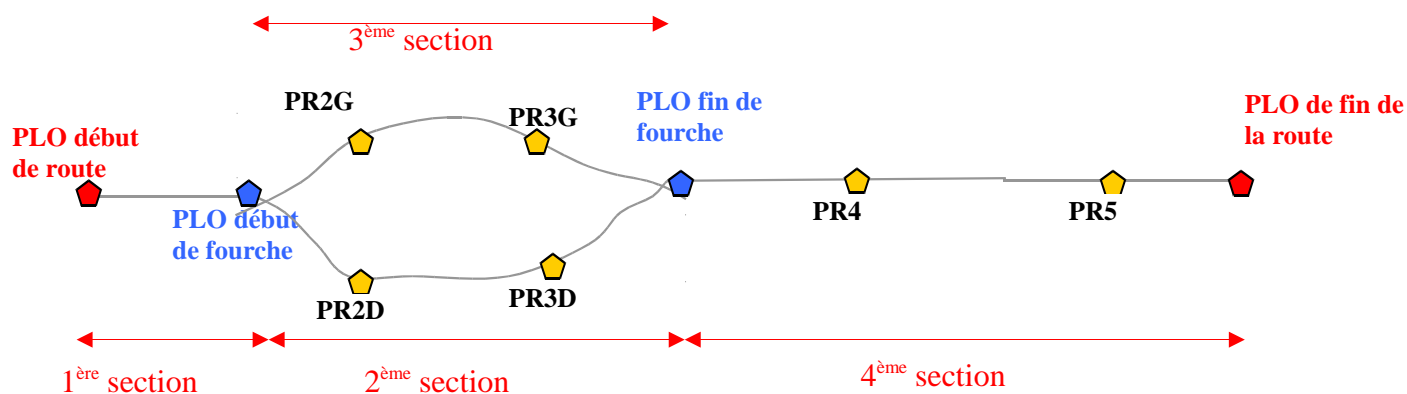 3ème section
PR2G
PR3G
PLO fin de
fourche
PLO de fin de
la route
PLO début
de route
PLO début
de fourche
PR4
PR5
PR2D
PR3D
1ère section
2ème section
4ème section